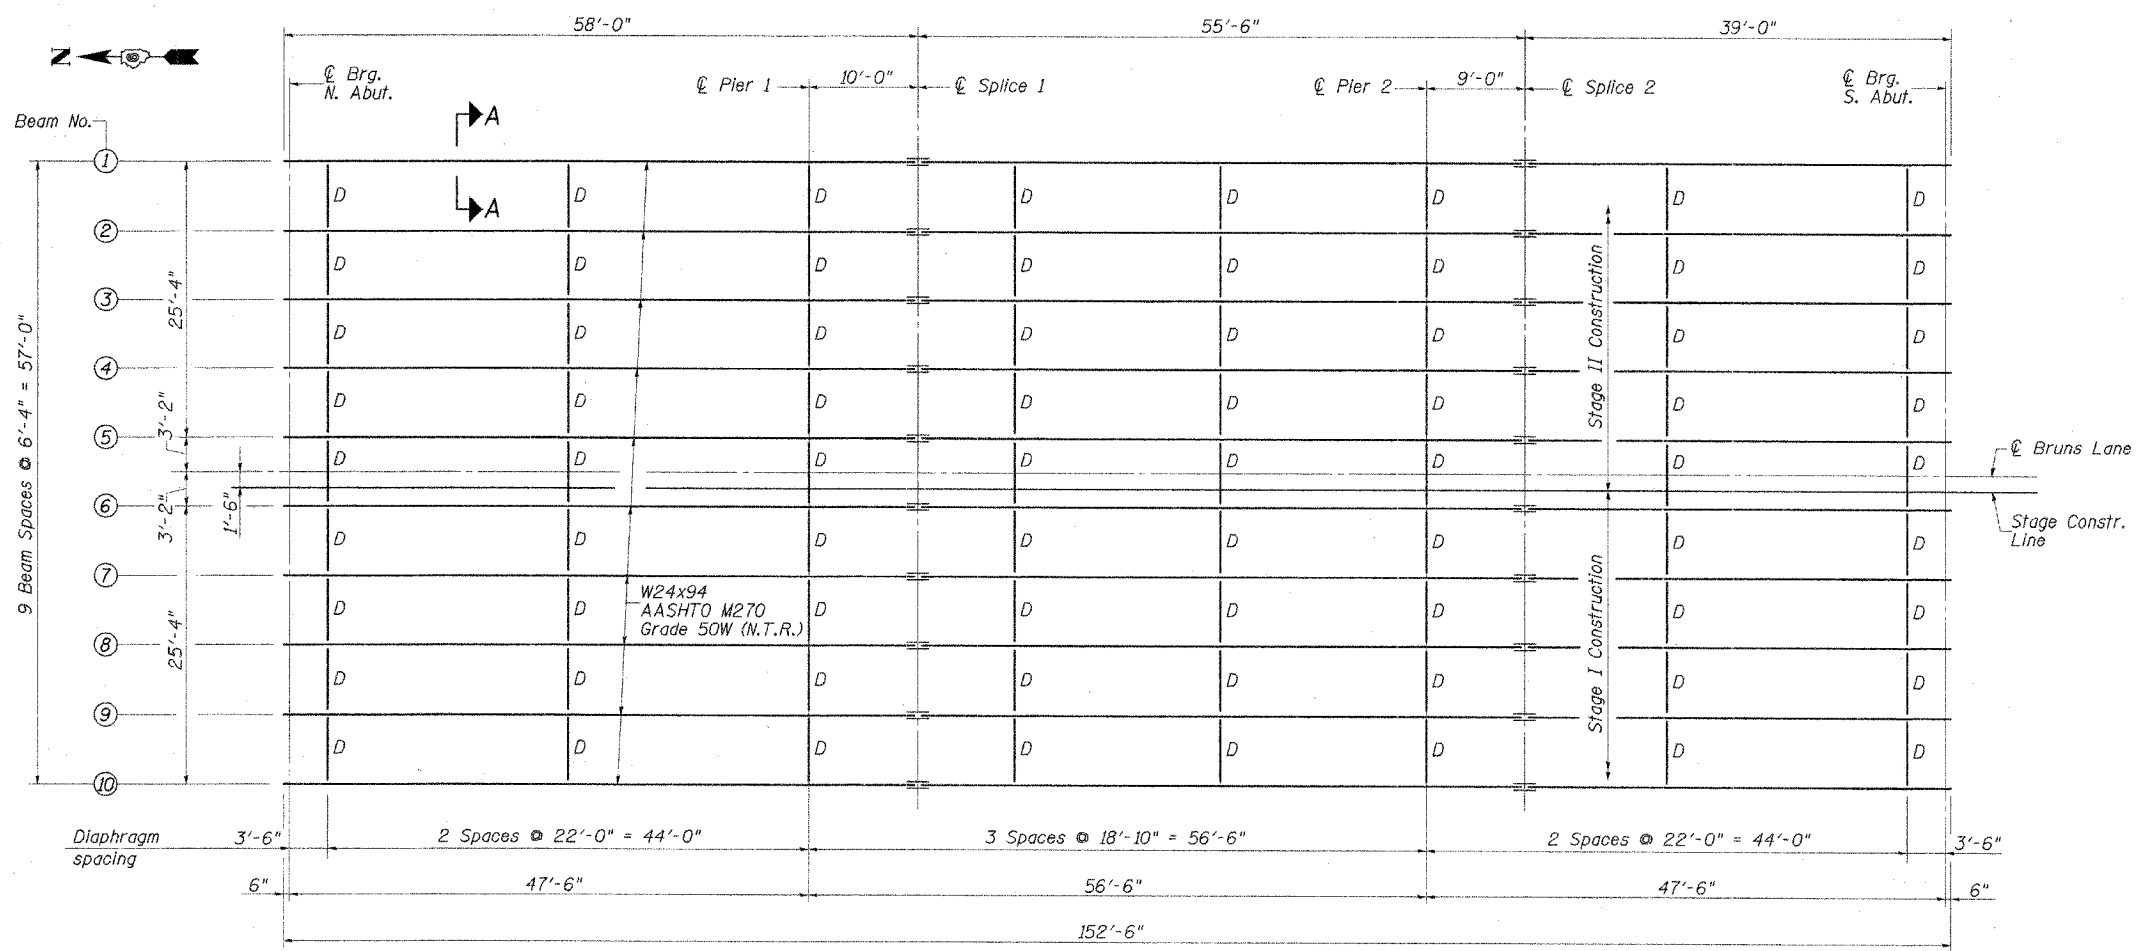 58'-0"
55'-6"
39'-0"
N
℄ Brg.
N. Abut.
℄ Pier 1
10'-0"
℄ Splice 1
℄ Pier 2
9'-0"
℄ Splice 2
℄ Brg.
S. Abut.
A
A
Beam No.
1
2
3
4
5
6
7
8
9
10
9 Beam Spaces @ 6'-4" = 57'-0"
25'-4"
3'-2"
3'-2"
25'-4"
1'-6"
D D D D D D D D
D D D D D D D D
D D D D D D D D
D D D D D D D D
D D D D D D D D
D D D D D D D D
D D D D D D D D
D D D D D D D D
D D D D D D D D
W24x94
AASHTO M270
Grade 50W (N.T.R.)
Stage II Construction
Stage I Construction
℄ Bruns Lane
Stage Constr.
Line
Diaphragm
spacing
3'-6"
2 Spaces @ 22'-0" = 44'-0"
3 Spaces @ 18'-10" = 56'-6"
2 Spaces @ 22'-0" = 44'-0"
3'-6"
6"
47'-6"
56'-6"
47'-6"
6"
152'-6"